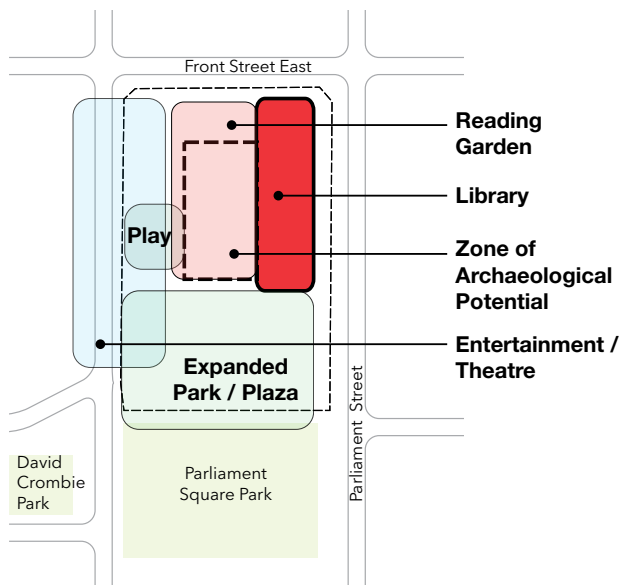 Front Street East
Reading
Garden
Library
Play
Zone of
Archaeological
Potential
Entertainment /
Theatre
Expanded
Park / Plaza
Parliament Street
David
Crombie
Park
Parliament
Square Park